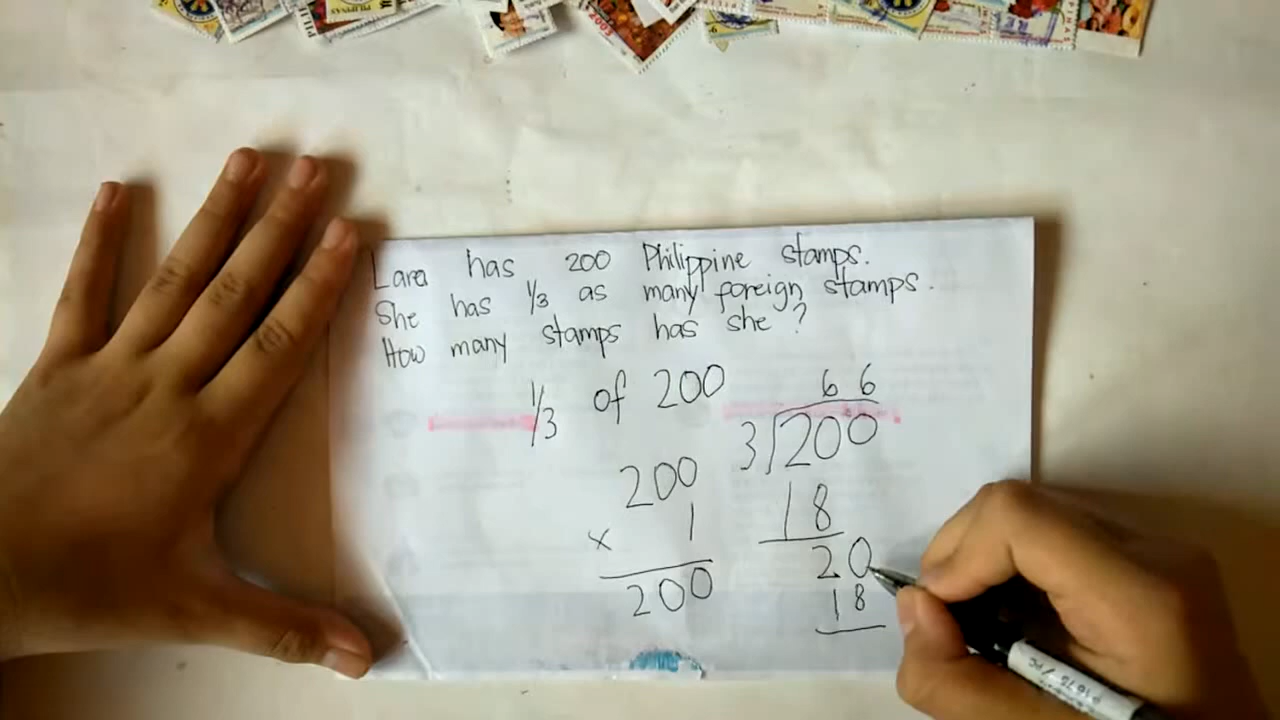 Lara has 200 Philippine stamps.
She has 1/3 as many foreign stamps.
How many stamps has she?
1/3 of 200
200
x 1
200
66
3)200
18
20
18